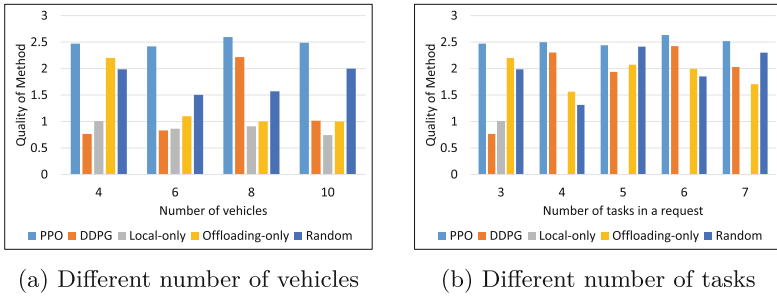 3
2.5
2
1.5
1
0.5
0
Quality of Method
4 6 8 10
Number of vehicles
PPO DDPG Local-only Offloading-only Random
(a) Different number of vehicles
3
2.5
2
1.5
1
0.5
0
Quality of Method
3 4 5 6 7
Number of tasks in a request
PPO DDPG Local-only Offloading-only Random
(b) Different number of tasks